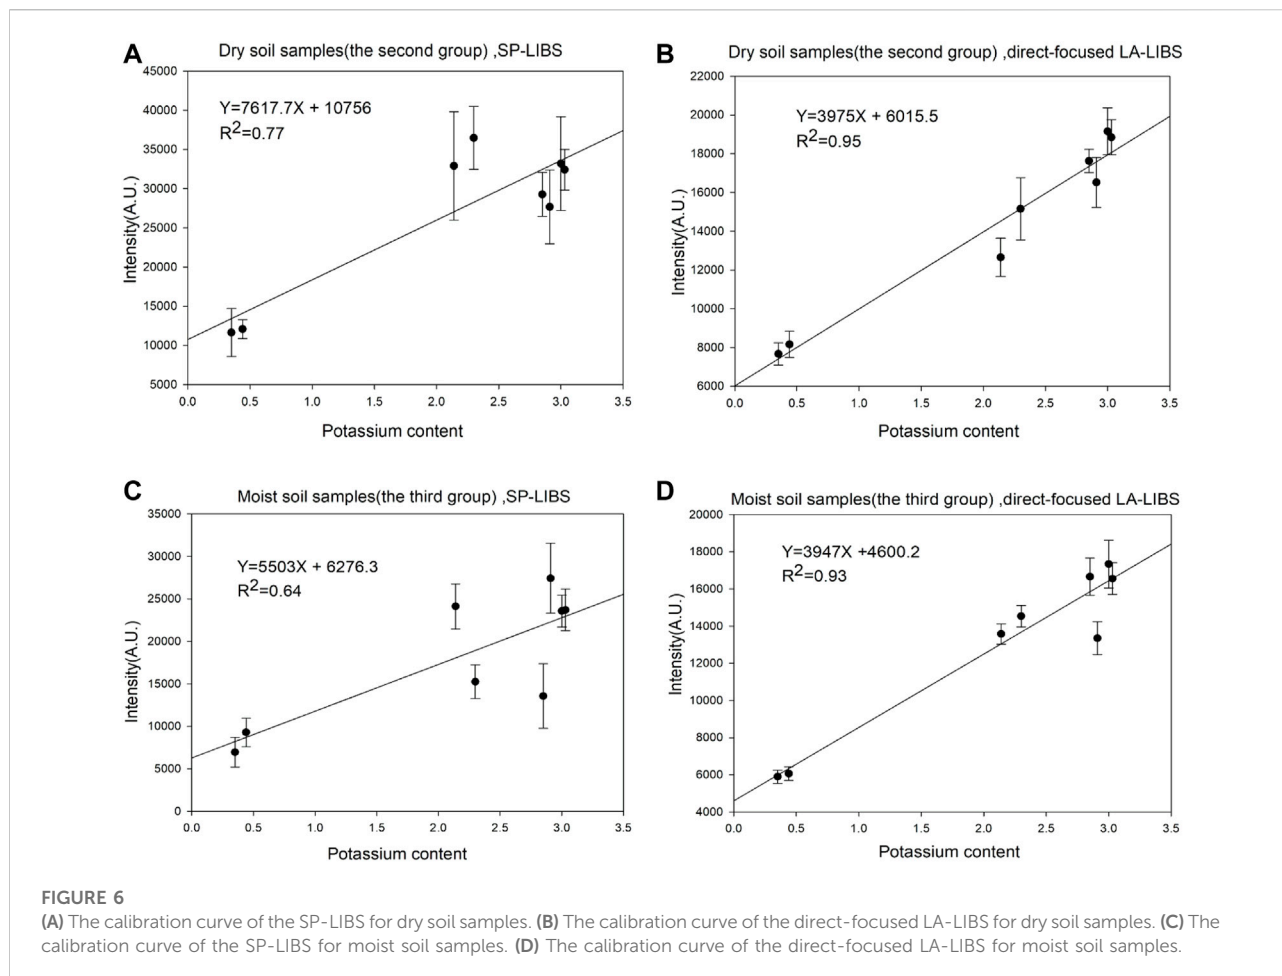 A
Dry soil samples(the second group) ,SP-LIBS
45000
40000
35000
30000
25000
20000
15000
10000
5000
Intensity(A.U.)
Y=7617.7X + 10756
R2=0.77
0.0 0.5 1.0 1.5 2.0 2.5 3.0 3.5
Potassium content
B
Dry soil samples(the second group) ,direct-focused LA-LIBS
22000
20000
18000
16000
14000
12000
10000
8000
6000
Intensity(A.U.)
Y=3975X + 6015.5
R2=0.95
0.0 0.5 1.0 1.5 2.0 2.5 3.0 3.5
Potassium content
C
Moist soil samples(the third group) ,SP-LIBS
35000
30000
25000
20000
15000
10000
5000
0
Intensity(A.U.)
Y=5503X + 6276.3
R2=0.64
0.0 0.5 1.0 1.5 2.0 2.5 3.0 3.5
Potassium content
D
Moist soil samples(the third group) ,direct-focused LA-LIBS
20000
18000
16000
14000
12000
10000
8000
6000
4000
Intensity(A.U.)
Y=3947X +4600.2
R2=0.93
0.0 0.5 1.0 1.5 2.0 2.5 3.0 3.5
Potassium content
FIGURE 6
(A) The calibration curve of the SP-LIBS for dry soil samples. (B) The calibration curve of the direct-focused LA-LIBS for dry soil samples. (C) The
calibration curve of the SP-LIBS for moist soil samples. (D) The calibration curve of the direct-focused LA-LIBS for moist soil samples.